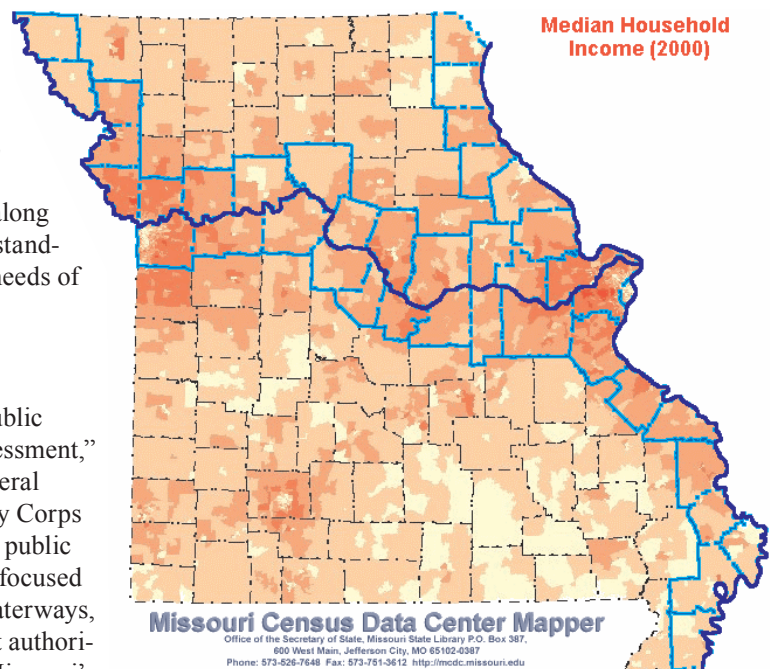 Median Household
Income (2000)
along
stand-
needs of
ublic
essment,”
eral
y Corps
public
focused
terways,
t authori-
Missouri Census Data Center Mapper
Office of the Secretary of State, Missouri State Library P.O. Box 387,
600 West Main, Jefferson City, MO 65102-0387
Phone: 573-526-7648 Fax: 573-751-3612 http://mcdc.missouri.edu